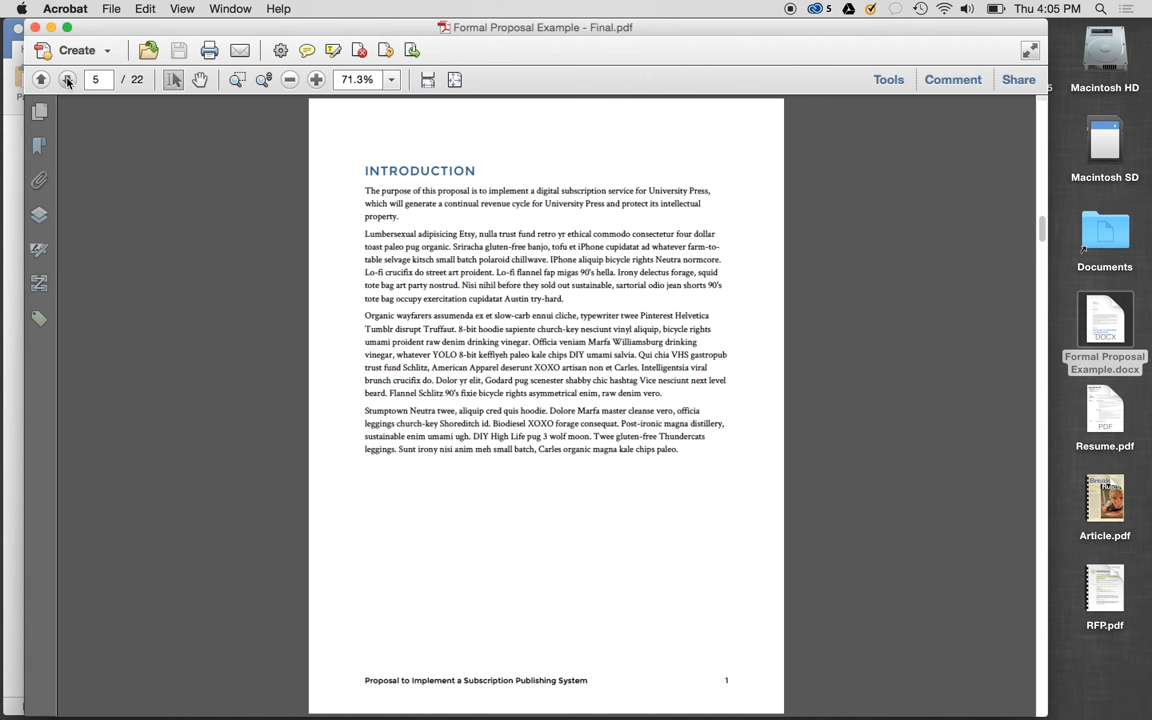 Acrobat File Edit View Window Help
5 Thu 4:05 PM
Formal Proposal Example - Final.pdf
Create
5 / 22 71.3% Tools Comment Share
INTRODUCTION
The purpose of this proposal is to implement a digital subscription service for University Press,
which will generate a continual revenue cycle for University Press and protect its intellectual
property.
Lumbersexual adipisicing Etsy, nulla trust fund retro yr ethical commodo consectetur four dollar
toast paleo pug organic. Sriracha gluten-free banjo, tofu et iPhone cupidatat ad whatever farm-to-
table selvage kitsch small batch polaroid chillwave. IPhone aliquip bicycle rights Neutra normcore.
Lo-fi crucifix do street art proident. Lo-fi flannel fap migas 90's hella. Irony delectus forage, squid
tote bag art party nostrud. Nisi nihil before they sold out sustainable, sartorial odio jean shorts 90's
tote bag occupy exercitation cupidatat Austin try-hard.
Organic wayfarers assumenda ex et slow-carb ennui cliche, typewriter twee Pinterest Helvetica
Tumblr disrupt Truffaut. 8-bit hoodie sapiente church-key nesciunt vinyl aliquip, bicycle rights
umami proident raw denim drinking vinegar. Officia veniam Marfa Williamsburg drinking
vinegar, whatever YOLO 8-bit keffiyeh paleo kale chips DIY umami salvia. Qui chia VHS gastropub
trust fund Schlitz, American Apparel deserunt XOXO artisan non et Carles. Intelligentsia viral
brunch crucifix do. Dolor yr elit, Godard pug scenester shabby chic hashtag Vice nesciunt next level
beard. Flannel Schlitz 90's fixie bicycle rights asymmetrical enim, raw denim vero.
Stumptown Neutra twee, aliquip cred quis hoodie. Dolore Marfa master cleanse vero, officia
leggings church-key Shoreditch id. Biodiesel XOXO forage consequat. Post-ironic magna distillery,
sustainable enim umami ugh. DIY High Life pug 3 wolf moon. Twee gluten-free Thundercats
leggings. Sunt irony nisi anim meh small batch, Carles organic magna kale chips paleo.
Proposal to Implement a Subscription Publishing System 1
Macintosh HD
Macintosh SD
Documents
DOCX
Formal Proposal
Example.docx
PDF
Resume.pdf
Article.pdf
RFP.pdf